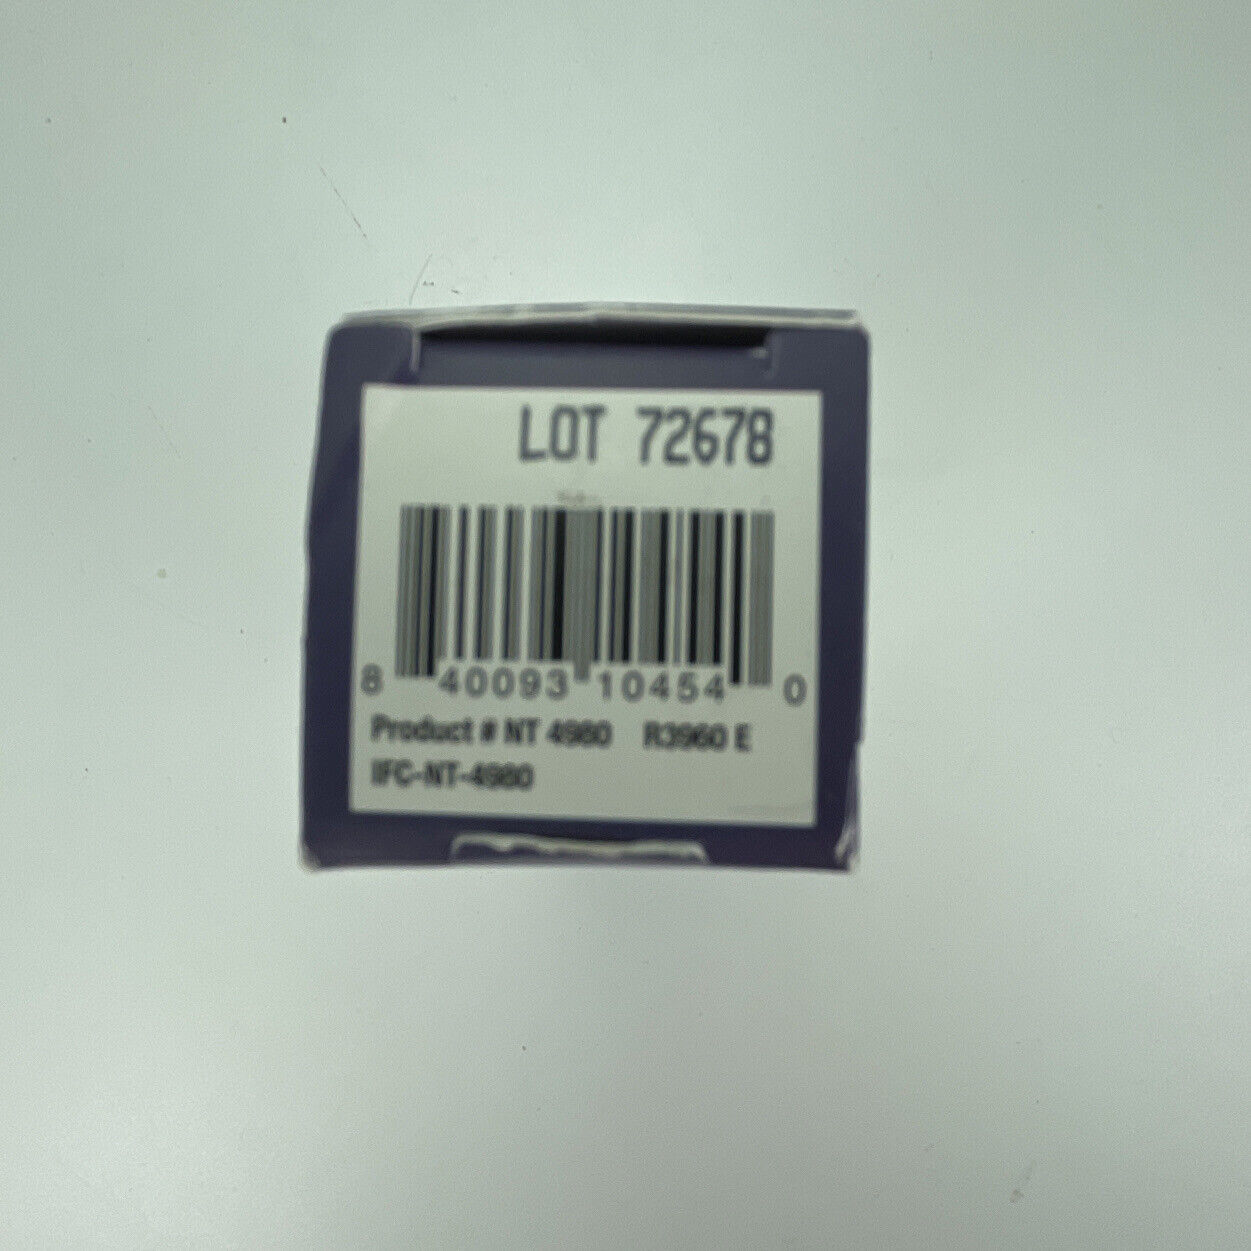 LOT 72678
8 40093 10454 0
Product # NT 4980 R3960 E
IFC-NT-4980